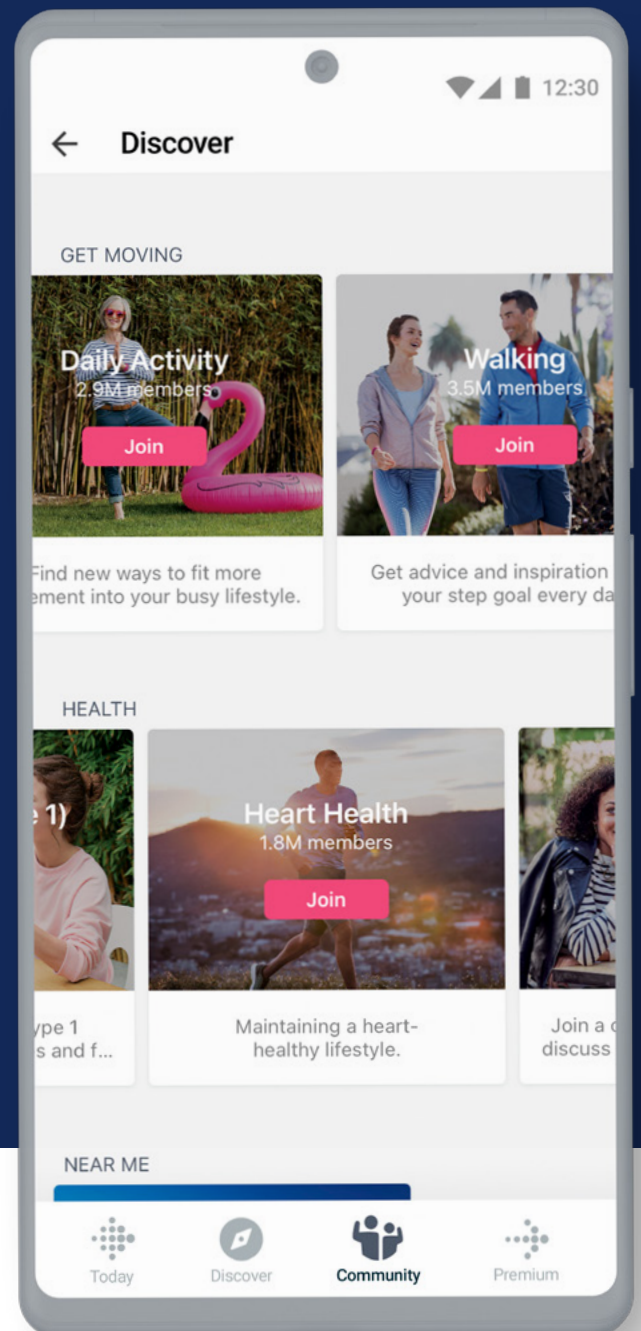 12:30
Discover
GET MOVING
Daily Activity
2.9M members
Join
Find new ways to fit more
ement into your busy lifestyle.
Walking
3.5M members
Join
Get advice and inspiration
your step goal every da
HEALTH
e 1)
ype 1
s and f...
Heart Health
1.8M members
Join
Maintaining a heart-
healthy lifestyle.
Join a
discuss
NEAR ME
Today
Discover
Community
Premium